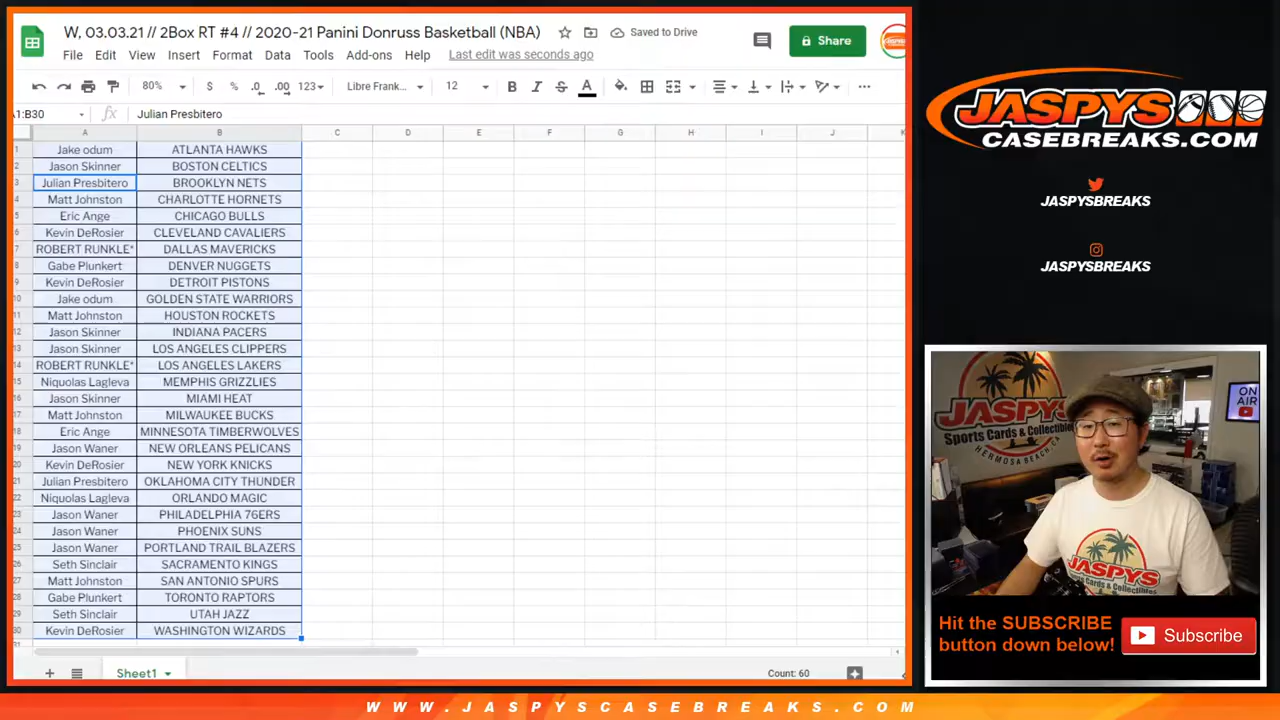 W, 03.03.21 // 2Box RT #4 // 2020-21 Panini Donruss Basketball (NBA)
Saved to Drive
Share
File Edit View Insert Format Data Tools Add-ons Help Last edit was seconds ago
80% $ % .0 .00 123 Libre Frank... 12 B I S A
A1:B30 fx Julian Presbitero
A B C D E F G H I J K
1 Jake odum ATLANTA HAWKS
2 Jason Skinner BOSTON CELTICS
3 Julian Presbitero BROOKLYN NETS
4 Matt Johnston CHARLOTTE HORNETS
5 Eric Ange CHICAGO BULLS
6 Kevin DeRosier CLEVELAND CAVALIERS
7 ROBERT RUNKLE* DALLAS MAVERICKS
8 Gabe Plunkert DENVER NUGGETS
9 Kevin DeRosier DETROIT PISTONS
10 Jake odum GOLDEN STATE WARRIORS
11 Matt Johnston HOUSTON ROCKETS
12 Jason Skinner INDIANA PACERS
13 Jason Skinner LOS ANGELES CLIPPERS
14 ROBERT RUNKLE* LOS ANGELES LAKERS
15 Niquolas Lagleva MEMPHIS GRIZZLIES
16 Jason Skinner MIAMI HEAT
17 Matt Johnston MILWAUKEE BUCKS
18 Eric Ange MINNESOTA TIMBERWOLVES
19 Jason Waner NEW ORLEANS PELICANS
20 Kevin DeRosier NEW YORK KNICKS
21 Julian Presbitero OKLAHOMA CITY THUNDER
22 Niquolas Lagleva ORLANDO MAGIC
23 Jason Waner PHILADELPHIA 76ERS
24 Jason Waner PHOENIX SUNS
25 Jason Waner PORTLAND TRAIL BLAZERS
26 Seth Sinclair SACRAMENTO KINGS
27 Matt Johnston SAN ANTONIO SPURS
28 Gabe Plunkert TORONTO RAPTORS
29 Seth Sinclair UTAH JAZZ
30 Kevin DeRosier WASHINGTON WIZARDS
Sheet1
Count: 60
JASPYS
CASEBREAKS.COM
JASPYSBREAKS
JASPYSBREAKS
JASPYS
Sports Cards & Collectibles
HERMOSA BEACH
ON AIR
JASPYS
Hit the SUBSCRIBE
button down below!
Subscribe
WWW.JASPYSCASEBREAKS.COM